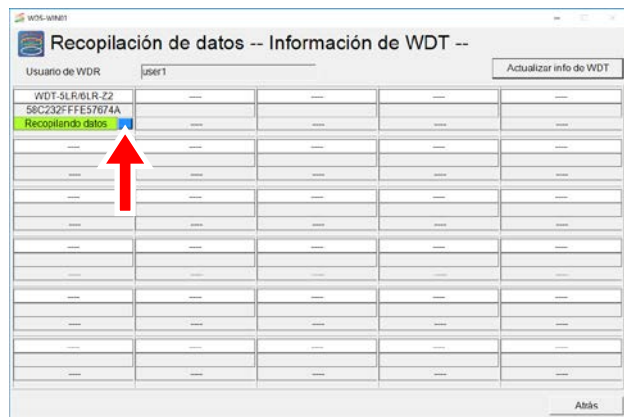 WDS-WIN01
Recopilación de datos -- Información de WDT --
Usuario de WDR user1 Actualizar info de WDT
WDT-5LR/6LR-Z2 ---- ---- ---- ----
58C232FFFE57674A
Recopilando datos ---- ---- ---- ----
---- ---- ---- ---- ----
---- ---- ---- ---- ----
---- ---- ---- ---- ----
---- ---- ---- ---- ----
---- ---- ---- ---- ----
---- ---- ---- ---- ----
---- ---- ---- ---- ----
---- ---- ---- ---- ----
---- ---- ---- ---- ----
---- ---- ---- ---- ----
Atrás